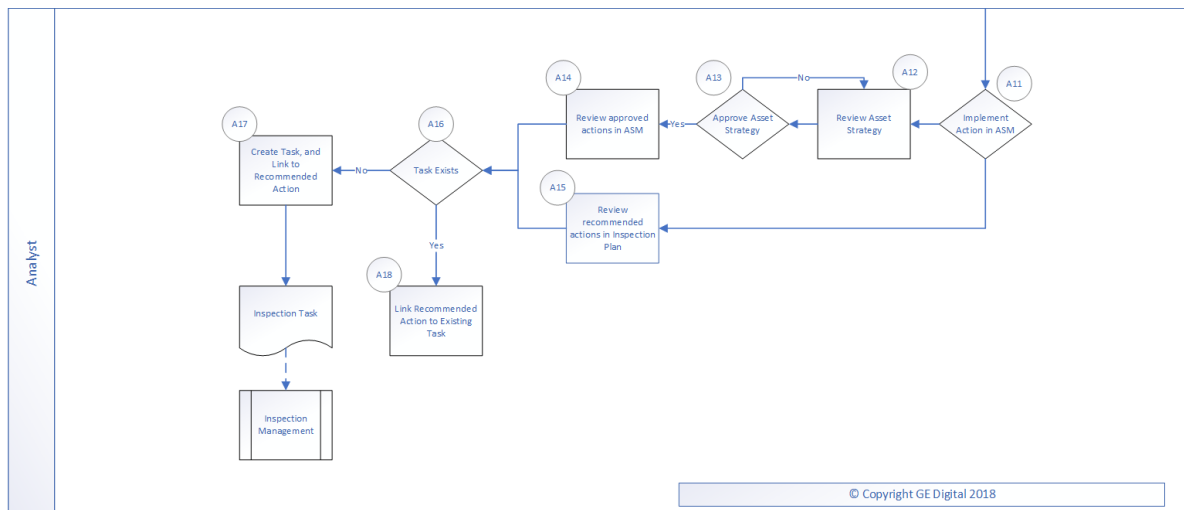 A14
A13
No
A12
A11
A17
A16
Review approved
actions in ASM
Yes
Approve Asset
Strategy
Review Asset
Strategy
Implement
Action in ASM
Create Task, and
Link to
Recommended
Action
No
Task Exists
A15
Review
recommended
actions in Inspection
Plan
Yes
Analyst
A18
Inspection Task
Link Recommended
Action to Existing
Task
Inspection
Management
© Copyright GE Digital 2018